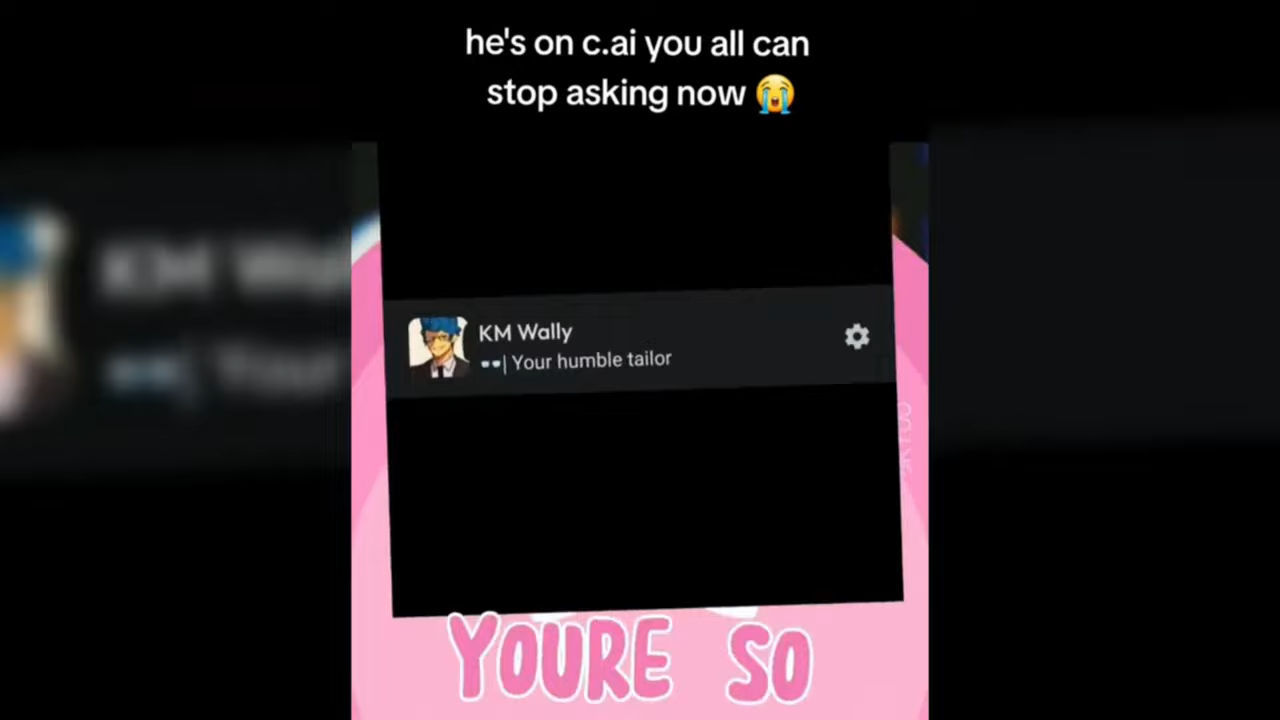 he's on c.ai you all can
stop asking now 😭
KM Wally
🕶️| Your humble tailor
YOURE SO